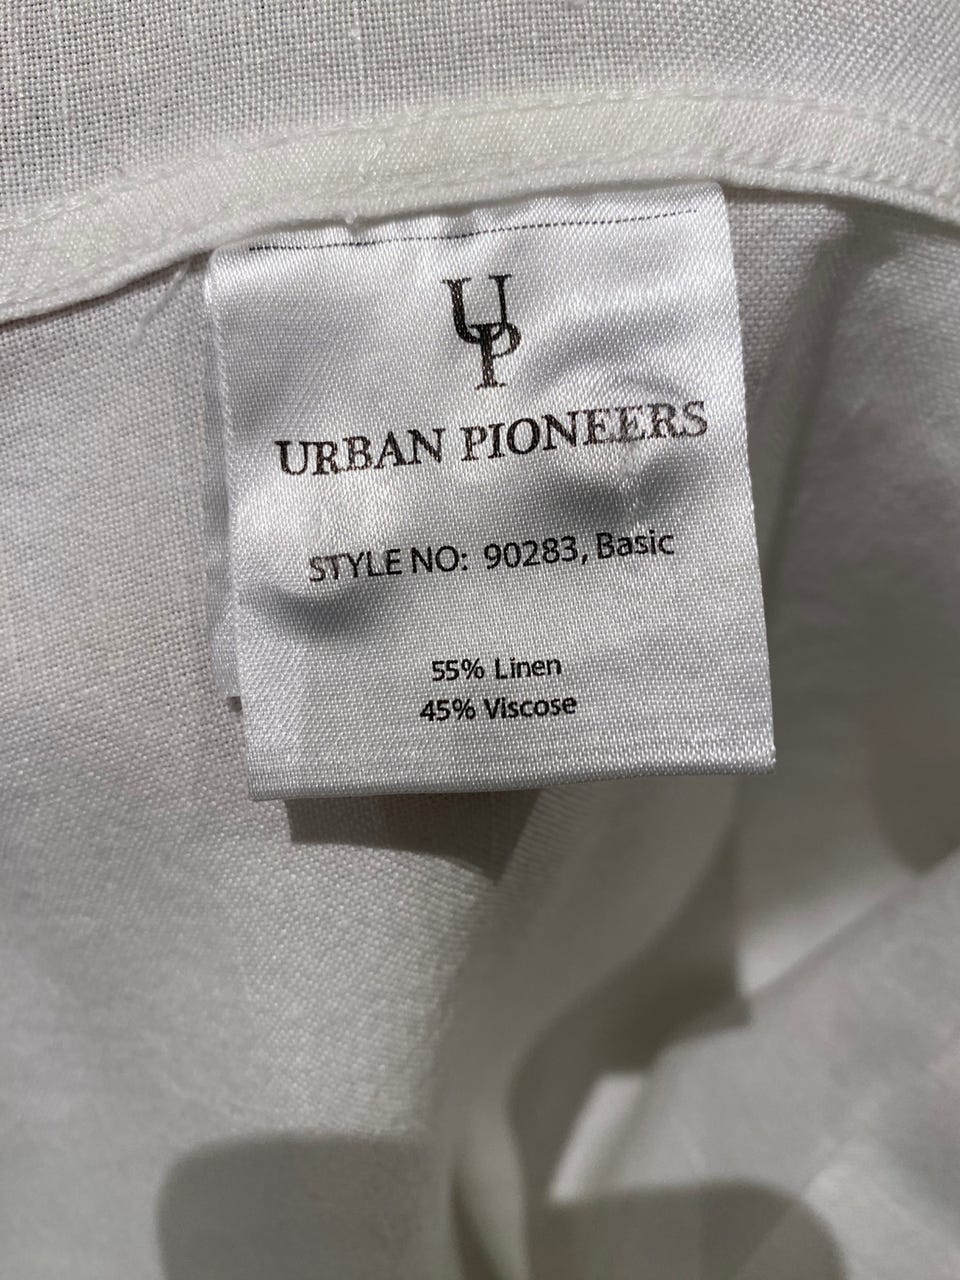 UP
URBAN PIONEERS
STYLE NO: 90283, Basic
55% Linen
45% Viscose